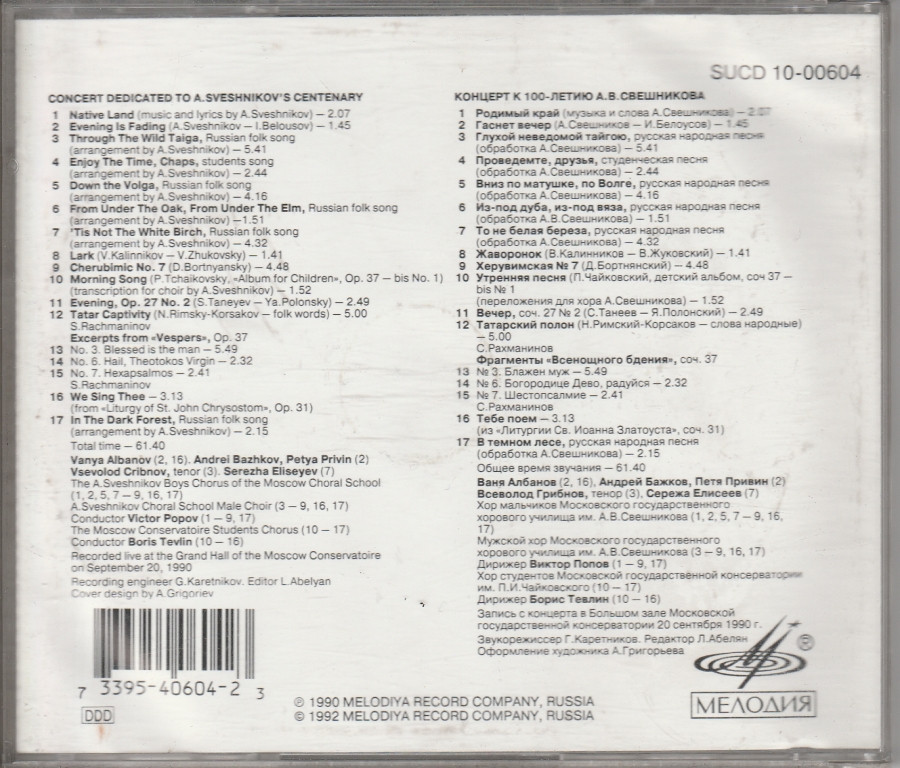 SUCD 10-00604
CONCERT DEDICATED TO A.SVESHNIKOV'S CENTENARY
1 Native Land (music and lyrics by A.Sveshnikov) — 2.07
2 Evening Is Fading (A.Sveshnikov – I.Belousov) — 1.45
3 Through The Wild Taiga, Russian folk song
(arrangement by A.Sveshnikov) — 5.41
4 Enjoy The Time, Chaps, students song
(arrangement by A.Sveshnikov) — 2.44
5 Down the Volga, Russian folk song
(arrangement by A.Sveshnikov) — 4.16
6 From Under The Oak, From Under The Elm, Russian folk song
(arrangement by A.Sveshnikov) —1.51
7 'Tis Not The White Birch, Russian folk song
(arrangement by A.Sveshnikov) — 4.32
8 Lark (V.Kalinnikov — V.Zhukovsky) — 1.41
9 Cherubimic No. 7 (D.Bortnyansky) — 4.48
10 Morning Song (P.Tchaikovsky, «Album for Children», Op. 37 – bis No. 1)
(transcription for choir by A.Sveshnikov) — 1.52
11 Evening, Op. 27 No. 2 (S.Taneyev — Ya.Polonsky) — 2.49
12 Tatar Captivity (N.Rimsky-Korsakov — folk words) — 5.00
S.Rachmaninov
Excerpts from «Vespers», Op. 37
13 No. 3. Blessed is the man — 5.49
14 No. 6. Hail, Theotokos Virgin — 2.32
15 No. 7. Hexapsalmos — 2.41
S.Rachmaninov
16 We Sing Thee — 3.13
(from «Liturgy of St. John Chrysostom», Op. 31)
17 In The Dark Forest, Russian folk song
(arrangement by A.Sveshnikov) — 2.15
Total time — 61.40
Vanya Albanov (2, 16), Andrei Bazhkov, Petya Privin (2)
Vsevolod Cribnov, tenor (3), Serezha Eliseyev (7)
The A.Sveshnikov Boys Chorus of the Moscow Choral School
(1, 2, 5, 7 — 9, 16, 17)
A.Sveshnikov Choral School Male Choir (3 — 9, 16, 17)
Conductor Victor Popov (1 — 9, 17)
The Moscow Conservatoire Students Chorus (10 — 17)
Conductor Boris Tevlin (10 — 16)
Recorded live at the Grand Hall of the Moscow Conservatoire
on September 20, 1990
Recording engineer G.Karetnikov. Editor L.Abelyan
Cover design by A.Grigoriev
КОНЦЕРТ К 100-ЛЕТИЮ А.В.СВЕШНИКОВА
1 Родимый край (музыка и слова А.Свешникова) — 2.07
2 Гаснет вечер (А.Свешников — И.Белоусов) — 1.45
3 Глухой неведомой тайгою, русская народная песня
(обработка А.Свешникова) — 5.41
4 Проведемте, друзья, студенческая песня
(обработка А.Свешникова) — 2.44
5 Вниз по матушке, по Волге, русская народная песня
(обработка А.Свешникова) — 4.16
6 Из-под дуба, из-под вяза, русская народная песня
(обработка А.В.Свешникова) — 1.51
7 То не белая береза, русская народная песня
(обработка А.Свешникова) — 4.32
8 Жаворонок (В.Калинников — В.Жуковский) — 1.41
9 Херувимская № 7 (Д.Бортнянский) — 4.48
10 Утренняя песня (П.Чайковский, детский альбом, соч 37 —
bis № 1
(переложения для хора А.Свешникова) — 1.52
11 Вечер, соч. 27 № 2 (С.Танеев — Я.Полонский) — 2.49
12 Татарский полон (Н.Римский-Корсаков — слова народные)
— 5.00
С.Рахманинов
Фрагменты «Всенощного бдения», соч. 37
13 № 3. Блажен муж — 5.49
14 № 6. Богородице Дево, радуйся — 2.32
15 № 7. Шестопсалмие — 2.41
С.Рахманинов
16 Тебе поем — 3.13
(из «Литургии Св. Иоанна Златоуста», соч. 31)
17 В темном лесе, русская народная песня
(обработка А.Свешникова) — 2.15
Общее время звучания — 61.40
Ваня Албанов (2, 16), Андрей Бажков, Петя Привин (2)
Всеволод Грибнов, тенор (3), Сережа Елисеев (7)
Хор мальчиков Московского государственного
хорового училища им. А.В.Свешникова (1, 2, 5, 7 — 9, 16,
17)
Мужской хор Московского государственного
хорового училища им. А.В.Свешникова (3 — 9, 16, 17)
Дирижер Виктор Попов (1 — 9, 17)
Хор студентов Московской государственной консерватории
им. П.И.Чайковского (10 — 17)
Дирижер Борис Тевлин (10 — 16)
Запись с концерта в Большом зале Московской
государственной консерватории 20 сентября 1990 г.
Звукорежиссер Г.Каретников. Редактор Л.Абелян
Оформление художника А.Григорьева
7 3395-40604-2 3
DDD
℗ 1990 MELODIYA RECORD COMPANY, RUSSIA
© 1992 MELODIYA RECORD COMPANY, RUSSIA
®
МЕЛОДИЯ